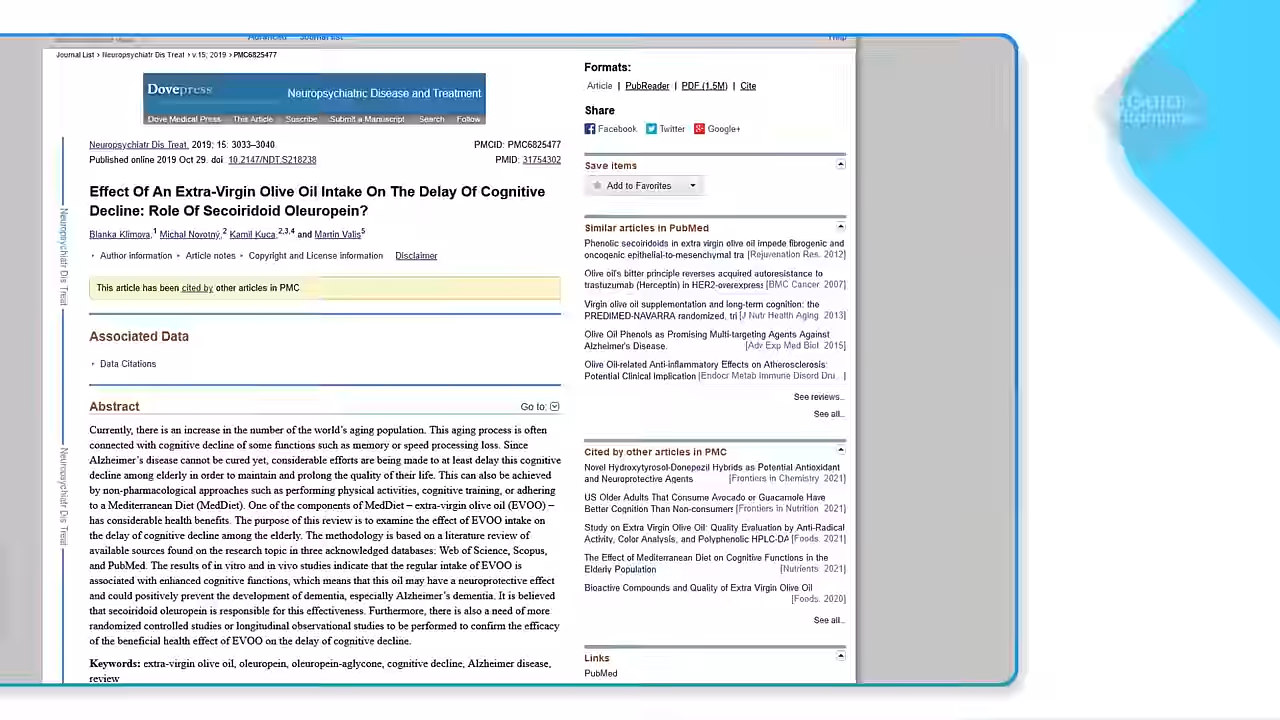 Advanced Journal list
Help
Journal List > Neuropsychiatr Dis Treat > v.15; 2019 > PMC6825477
Dovepress
Neuropsychiatric Disease and Treatment
Dove Medical Press This Article Suscribe Submit a Manuscript Search Follow
Neuropsychiatr Dis Treat. 2019; 15: 3033–3040.
PMCID: PMC6825477
Published online 2019 Oct 29. doi: 10.2147/NDT.S218238
PMID: 31754302
Effect Of An Extra-Virgin Olive Oil Intake On The Delay Of Cognitive
Decline: Role Of Secoiridoid Oleuropein?
Blanka Klimova,1 Michal Novotný,2 Kamil Kuca,2,3,4 and Martin Valis5
Author information Article notes Copyright and License information Disclaimer
This article has been cited by other articles in PMC
Associated Data
Data Citations
Abstract
Go to:
Currently, there is an increase in the number of the world's aging population. This aging process is often
connected with cognitive decline of some functions such as memory or speed processing loss. Since
Alzheimer's disease cannot be cured yet, considerable efforts are being made to at least delay this cognitive
decline among elderly in order to maintain and prolong the quality of their life. This can also be achieved
by non-pharmacological approaches such as performing physical activities, cognitive training, or adhering
to a Mediterranean Diet (MedDiet). One of the components of MedDiet – extra-virgin olive oil (EVOO) –
has considerable health benefits. The purpose of this review is to examine the effect of EVOO intake on
the delay of cognitive decline among the elderly. The methodology is based on a literature review of
available sources found on the research topic in three acknowledged databases: Web of Science, Scopus,
and PubMed. The results of in vitro and in vivo studies indicate that the regular intake of EVOO is
associated with enhanced cognitive functions, which means that this oil may have a neuroprotective effect
and could positively prevent the development of dementia, especially Alzheimer's dementia. It is believed
that secoiridoid oleuropein is responsible for this effectiveness. Furthermore, there is also a need of more
randomized controlled studies or longitudinal observational studies to be performed to confirm the efficacy
of the beneficial health effect of EVOO on the delay of cognitive decline.
Keywords: extra-virgin olive oil, oleuropein, oleuropein-aglycone, cognitive decline, Alzheimer disease,
review
Neuropsychiatr Dis Treat
Neuropsychiatr Dis Treat
Formats:
Article | PubReader | PDF (1.5M) | Cite
Share
Facebook Twitter Google+
Save items
Add to Favorites
Similar articles in PubMed
Phenolic secoiridoids in extra virgin olive oil impede fibrogenic and
oncogenic epithelial-to-mesenchymal tra [Rejuvenation Res. 2012]
Olive oil's bitter principle reverses acquired autoresistance to
trastuzumab (Herceptin) in HER2-overexpress [BMC Cancer. 2007]
Virgin olive oil supplementation and long-term cognition: the
PREDIMED-NAVARRA randomized, tri [J Nutr Health Aging. 2013]
Olive Oil Phenols as Promising Multi-targeting Agents Against
Alzheimer's Disease. [Adv Exp Med Biol. 2015]
Olive Oil-related Anti-inflammatory Effects on Atherosclerosis:
Potential Clinical Implication [Endocr Metab Immune Disord Dru...]
See reviews...
See all...
Cited by other articles in PMC
Novel Hydroxytyrosol-Donepezil Hybrids as Potential Antioxidant
and Neuroprotective Agents [Frontiers in Chemistry. 2021]
US Older Adults That Consume Avocado or Guacamole Have
Better Cognition Than Non-consumers [Frontiers in Nutrition. 2021]
Study on Extra Virgin Olive Oil: Quality Evaluation by Anti-Radical
Activity, Color Analysis, and Polyphenolic HPLC-DA [Foods. 2021]
The Effect of Mediterranean Diet on Cognitive Functions in the
Elderly Population [Nutrients. 2021]
Bioactive Compounds and Quality of Extra Virgin Olive Oil
[Foods. 2020]
See all...
Links
PubMed